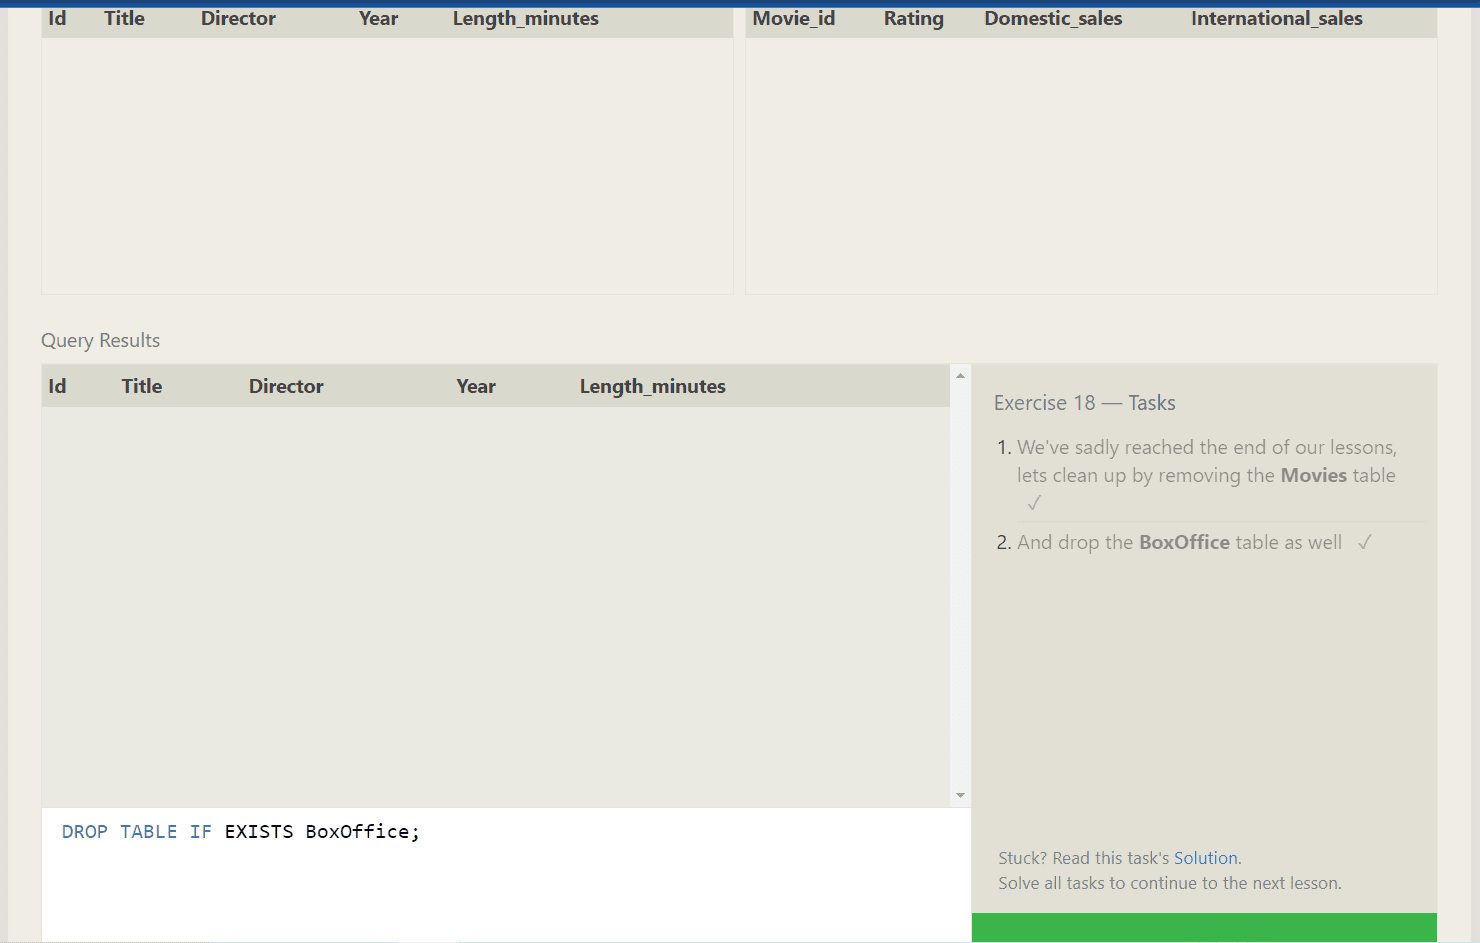 Id Title Director Year Length_minutes
Movie_id Rating Domestic_sales International_sales
Query Results
Id Title Director Year Length_minutes
Exercise 18 — Tasks
1. We've sadly reached the end of our lessons,
lets clean up by removing the Movies table
✓
2. And drop the BoxOffice table as well ✓
Stuck? Read this task's Solution.
Solve all tasks to continue to the next lesson.
DROP TABLE IF EXISTS BoxOffice;